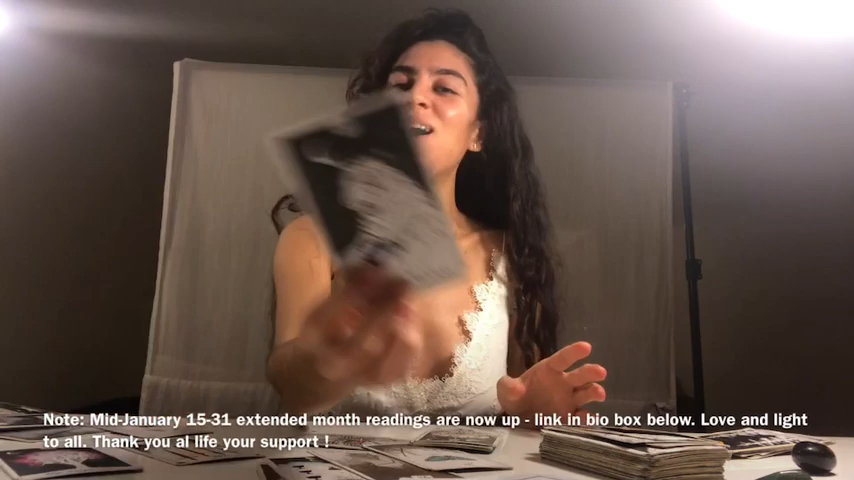 Note: Mid-January 15-31 extended month readings are now up - link in bio box below. Love and light
to all. Thank you al life your support !